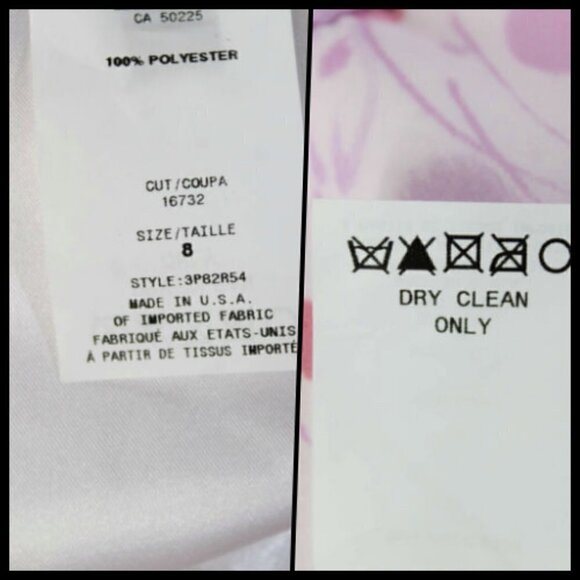 CA 50225
100% POLYESTER
CUT/COUPA
16732
SIZE/TAILLE
8
STYLE:3P82R54
MADE IN U.S.A.
OF IMPORTED FABRIC
FABRIQUÉ AUX ETATS-UNIS
À PARTIR DE TISSUS IMPORTÉ
DRY CLEAN
ONLY